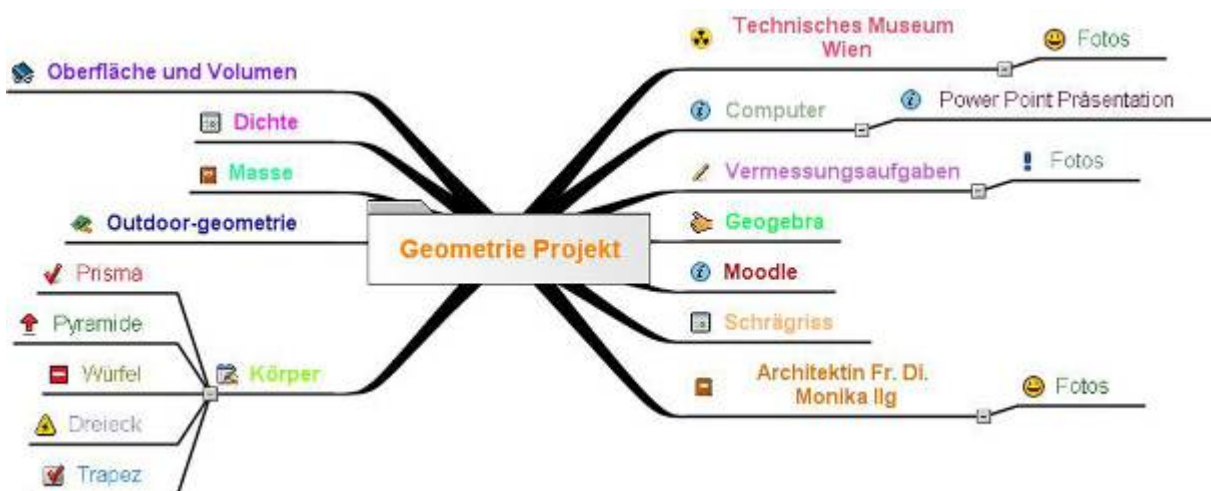 Oberfläche und Volumen
Dichte
Masse
Outdoor-geometrie
Körper
Prisma
Pyramide
Würfel
Dreieck
Trapez
Geometrie Projekt
Technisches Museum
Wien
Fotos
Computer
Power Point Präsentation
Vermessungsaufgaben
Fotos
Geogebra
Moodle
Schrägriss
Architektin Fr. DI.
Monika Ilg
Fotos